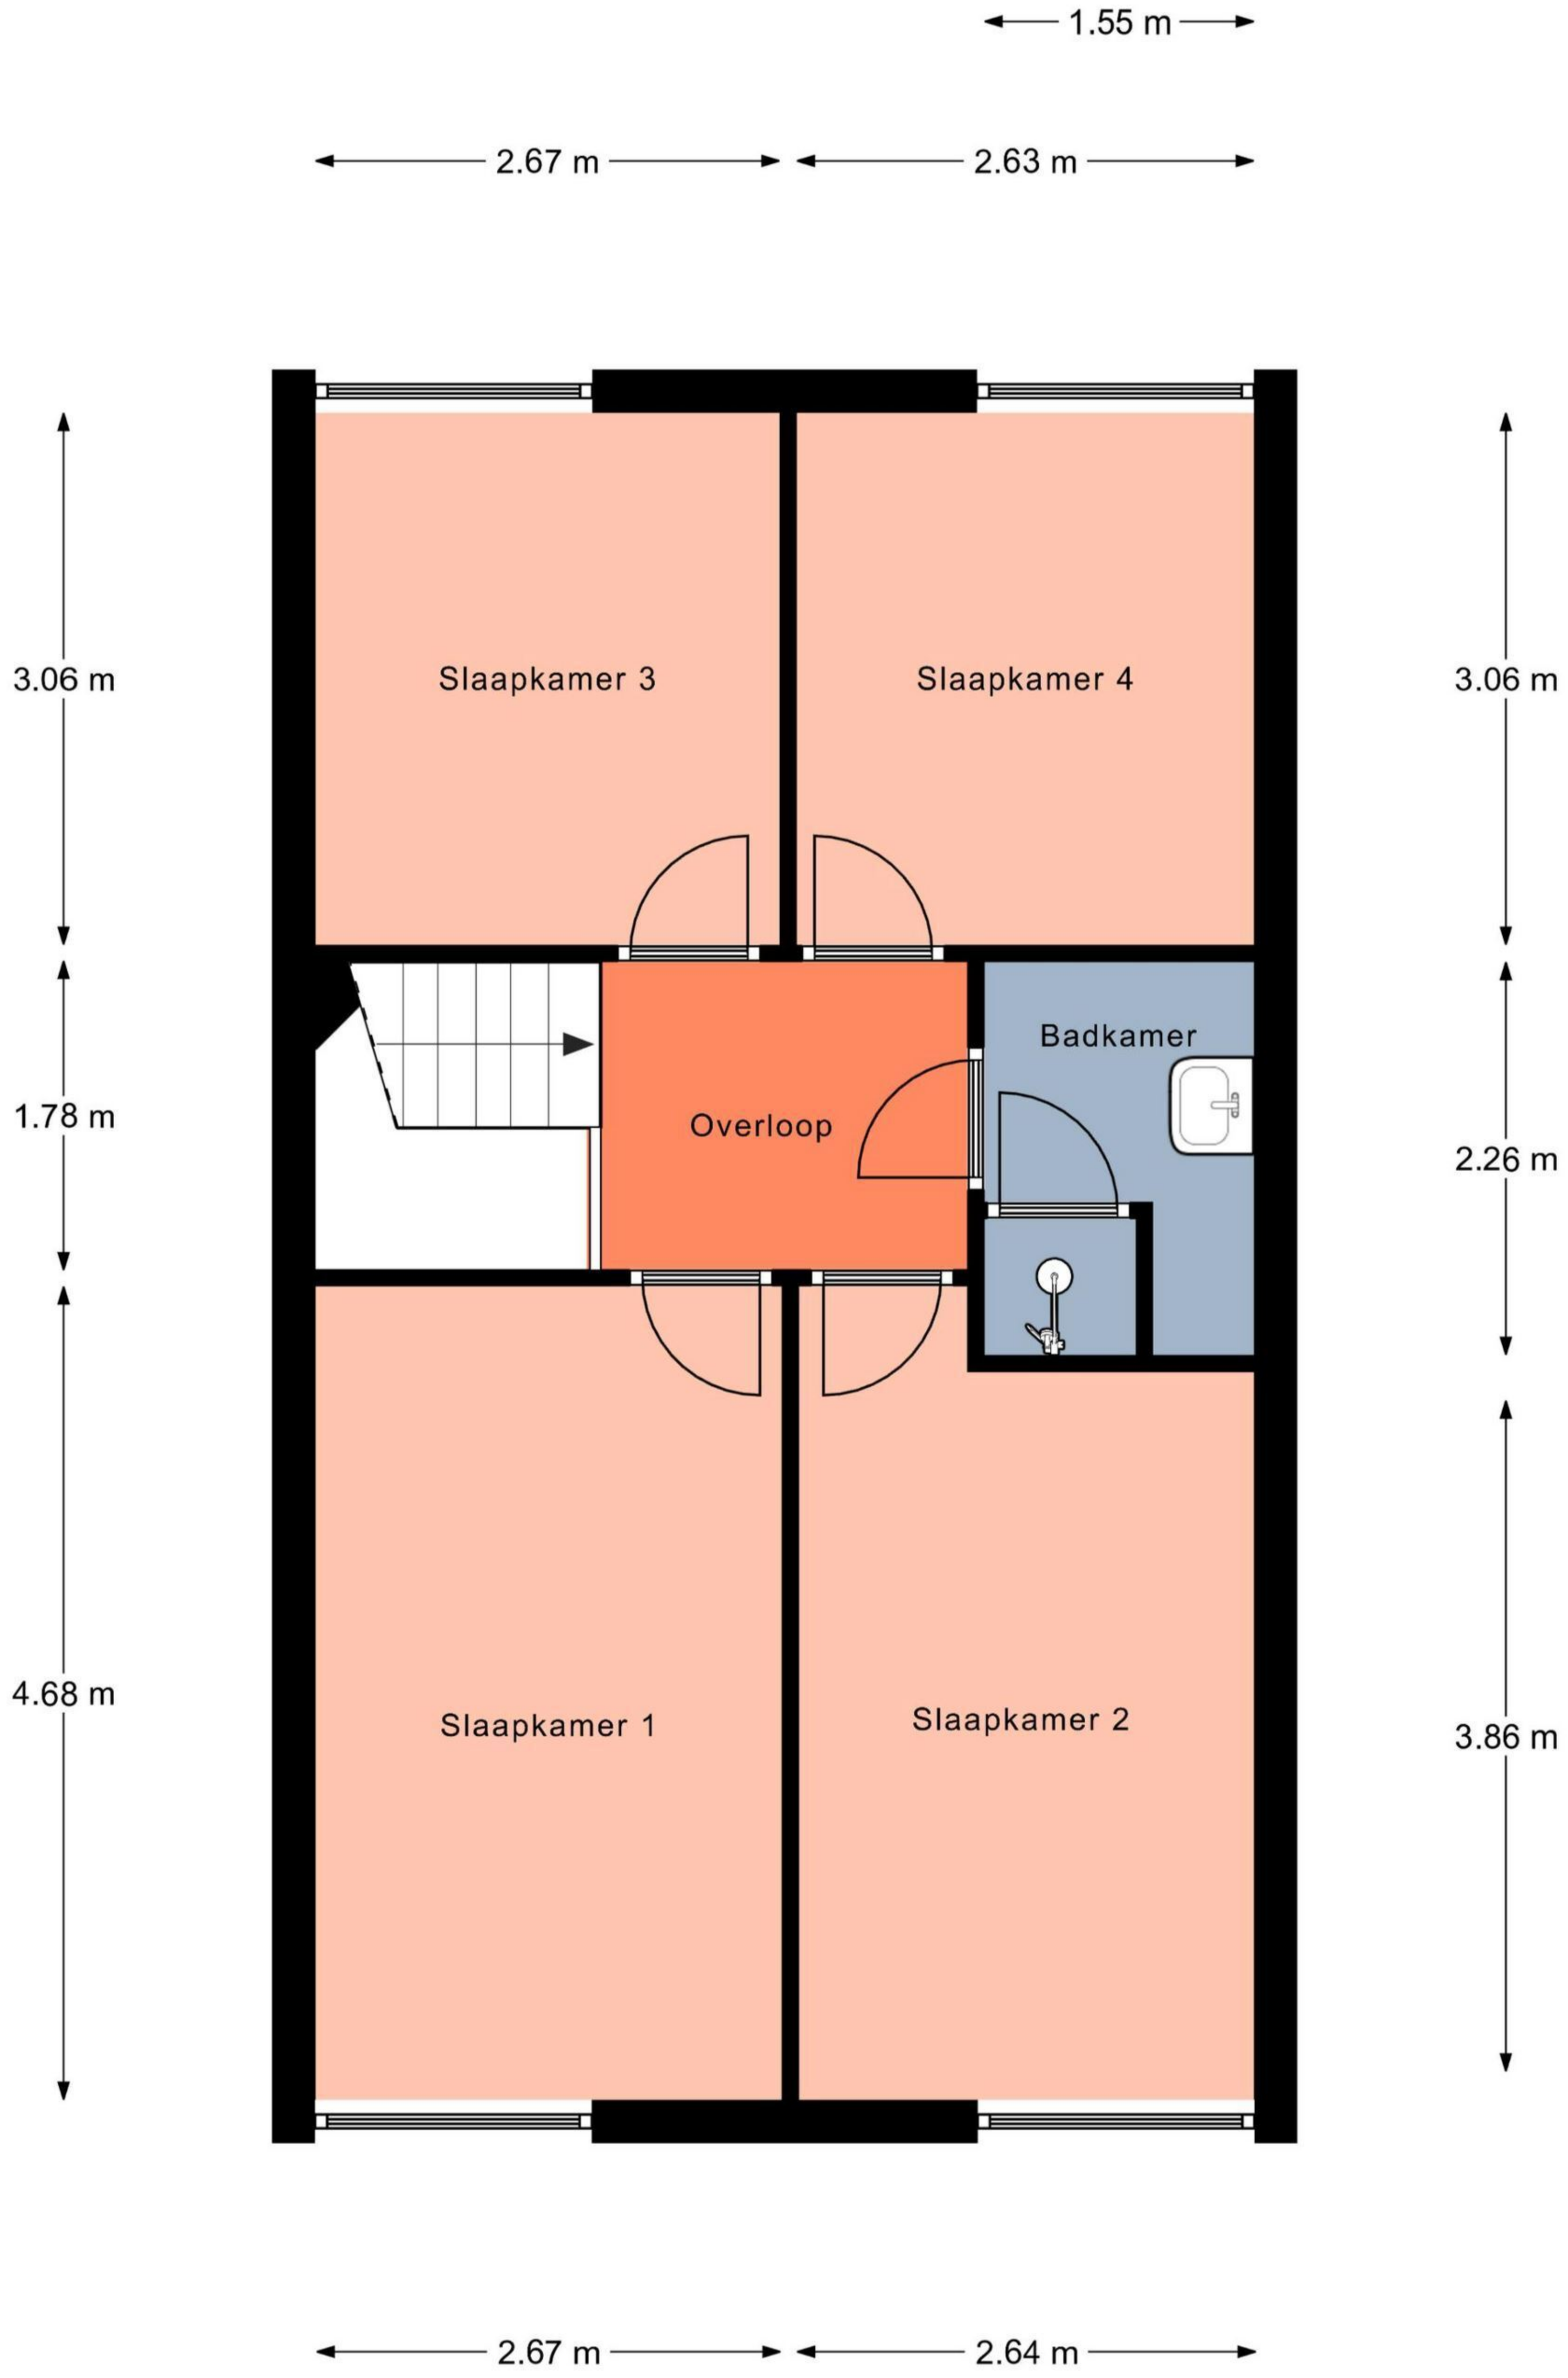 1.55 m
2.67 m
2.63 m
3.06 m
Slaapkamer 3
Slaapkamer 4
3.06 m
Badkamer
1.78 m
Overloop
2.26 m
4.68 m
Slaapkamer 1
Slaapkamer 2
3.86 m
2.67 m
2.64 m